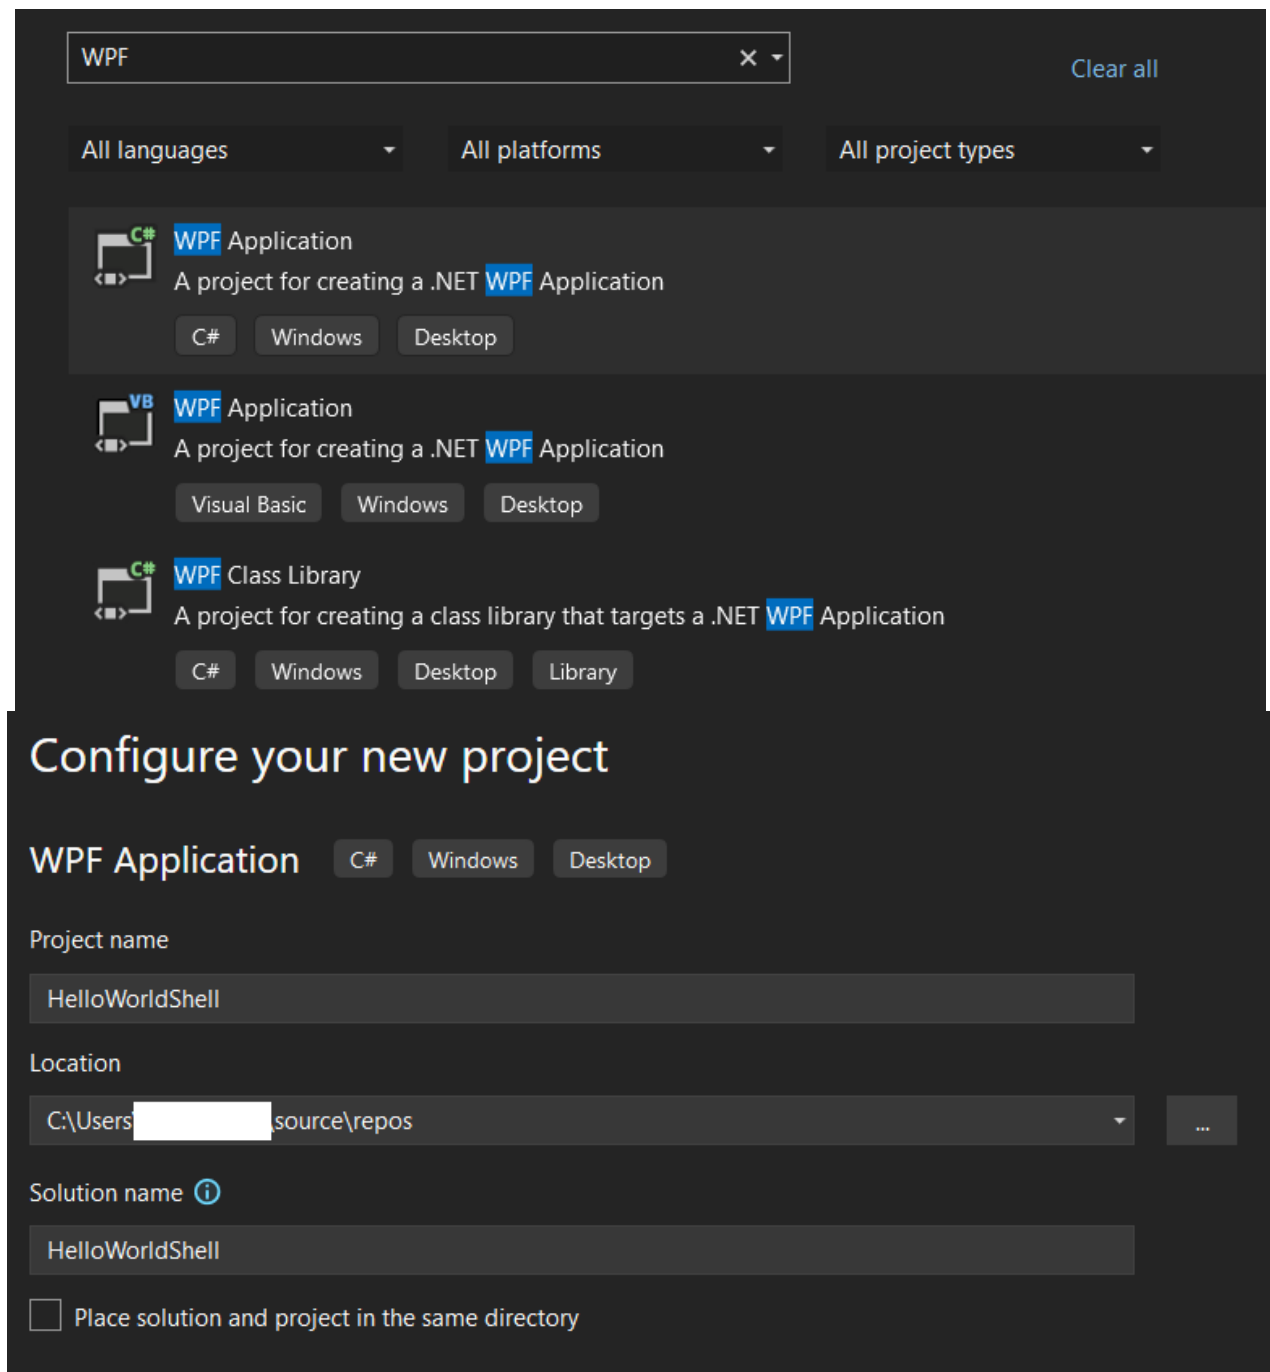 WPF
Clear all
All languages All platforms All project types
C#
WPF Application
A project for creating a .NET WPF Application
C# Windows Desktop
VB
WPF Application
A project for creating a .NET WPF Application
Visual Basic Windows Desktop
C#
WPF Class Library
A project for creating a class library that targets a .NET WPF Application
C# Windows Desktop Library
Configure your new project
WPF Application C# Windows Desktop
Project name
HelloWorldShell
Location
C:\Users\ \source\repos
...
Solution name
HelloWorldShell
Place solution and project in the same directory